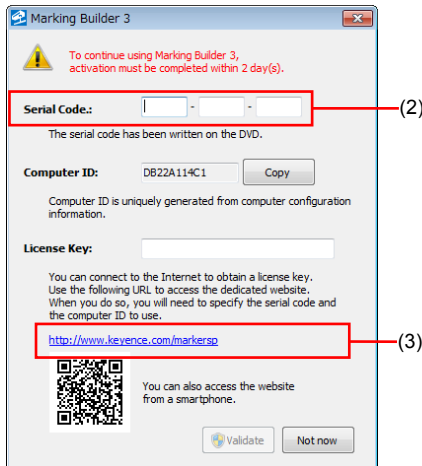 Marking Builder 3
To continue using Marking Builder 3,
activation must be completed within 2 day(s).
Serial Code.: - -
(2)
The serial code has been written on the DVD.
Computer ID: DB22A114C1 Copy
Computer ID is uniquely generated from computer configuration
information.
License Key:
You can connect to the Internet to obtain a license key.
Use the following URL to access the dedicated website.
When you do so, you will need to specify the serial code and
the computer ID to use.
http://www.keyence.com/markersp
(3)
You can also access the website
from a smartphone.
Validate Not now